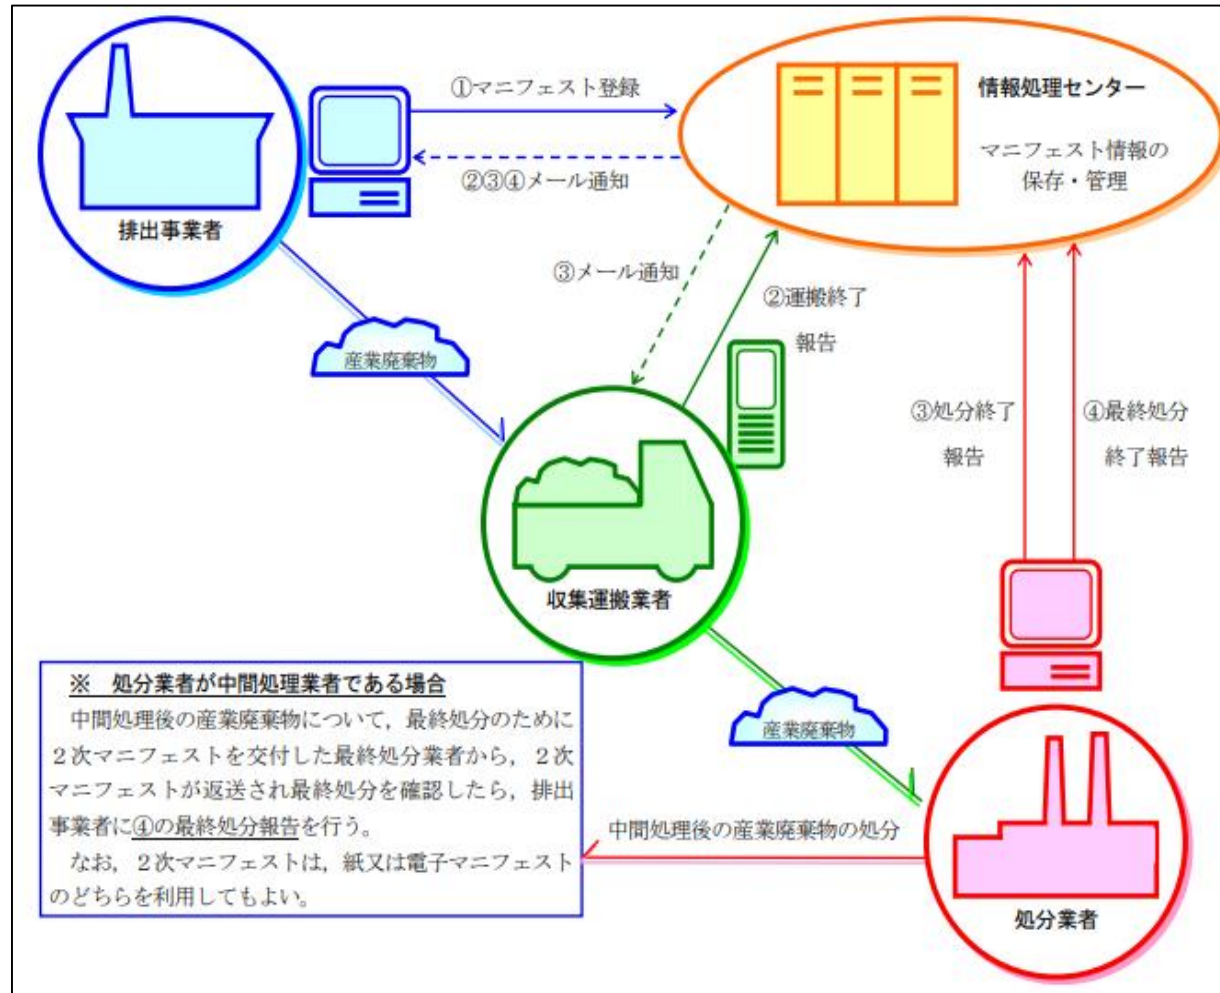 ①マニフェスト登録
②③④メール通知
排出事業者
情報処理センター
マニフェスト情報の
保存・管理
③メール通知
②運搬終了
報告
産業廃棄物
収集運搬業者
③処分終了
報告
④最終処分
終了報告
産業廃棄物
処分業者
中間処理後の産業廃棄物の処分
※ 処分業者が中間処理業者である場合
中間処理後の産業廃棄物について，最終処分のために
２次マニフェストを交付した最終処分業者から，２次
マニフェストが返送され最終処分を確認したら，排出
事業者に④の最終処分報告を行う。
なお，２次マニフェストは，紙又は電子マニフェスト
のどちらを利用してもよい。